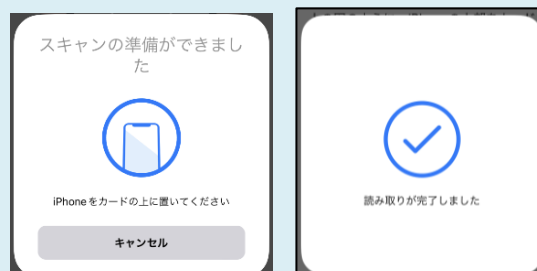 スキャンの準備ができまし
た
iPhoneをカードの上に置いてください
キャンセル
読み取りが完了しました